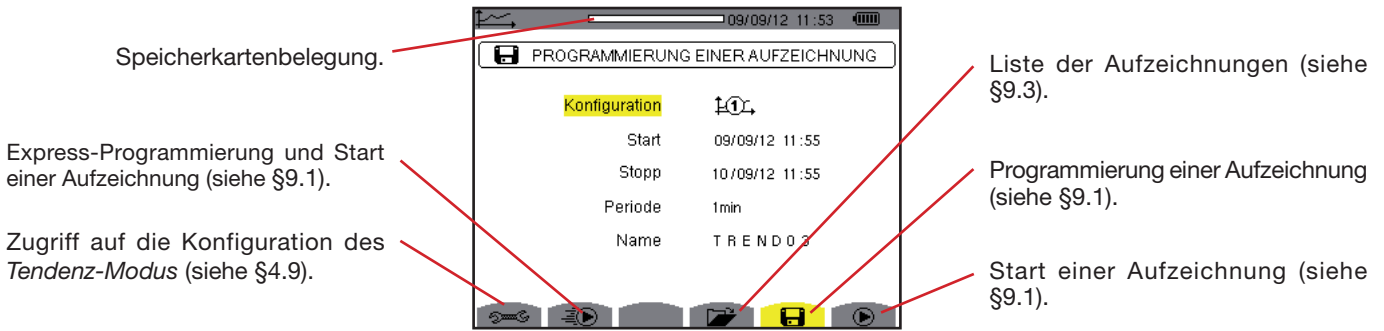 Speicherkartenbelegung.
Express-Programmierung und Start
einer Aufzeichnung (siehe §9.1).
Zugriff auf die Konfiguration des
Tendenz-Modus (siehe §4.9).
09/09/12 11:53
PROGRAMMIERUNG EINER AUFZEICHNUNG
Konfiguration 1
Start 09/09/12 11:55
Stopp 10/09/12 11:55
Periode 1min
Name TREND03
Liste der Aufzeichnungen (siehe
§9.3).
Programmierung einer Aufzeichnung
(siehe §9.1).
Start einer Aufzeichnung (siehe
§9.1).